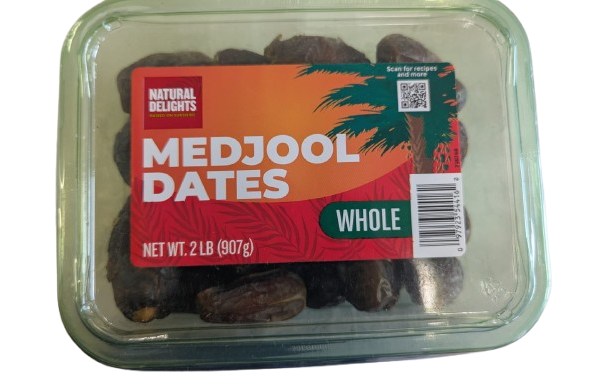 Scan for recipes
and more
NATURAL
DELIGHTS
MEDJOOL
DATES
WHOLE
NET WT. 2 LB (907g)